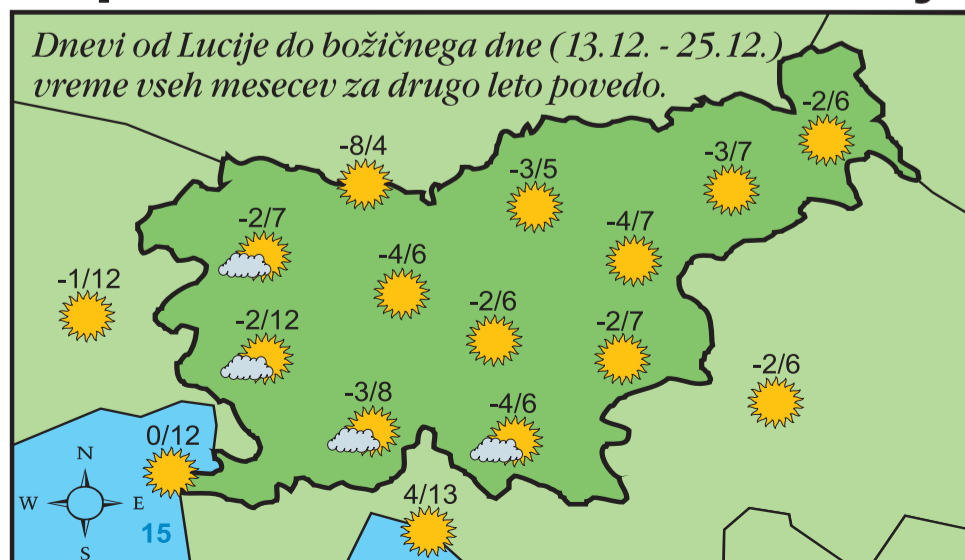 Dnevi od Lucije do božičnega dne (13.12. - 25.12.)
vreme vseh mesecev za drugo leto povedo.
-2/6
-8/4
-3/7
-3/5
-2/7
-4/7
-4/6
-1/12
-2/6
-2/12
-2/7
-2/6
-3/8
-4/6
0/12
N
W
E
S
15
4/13